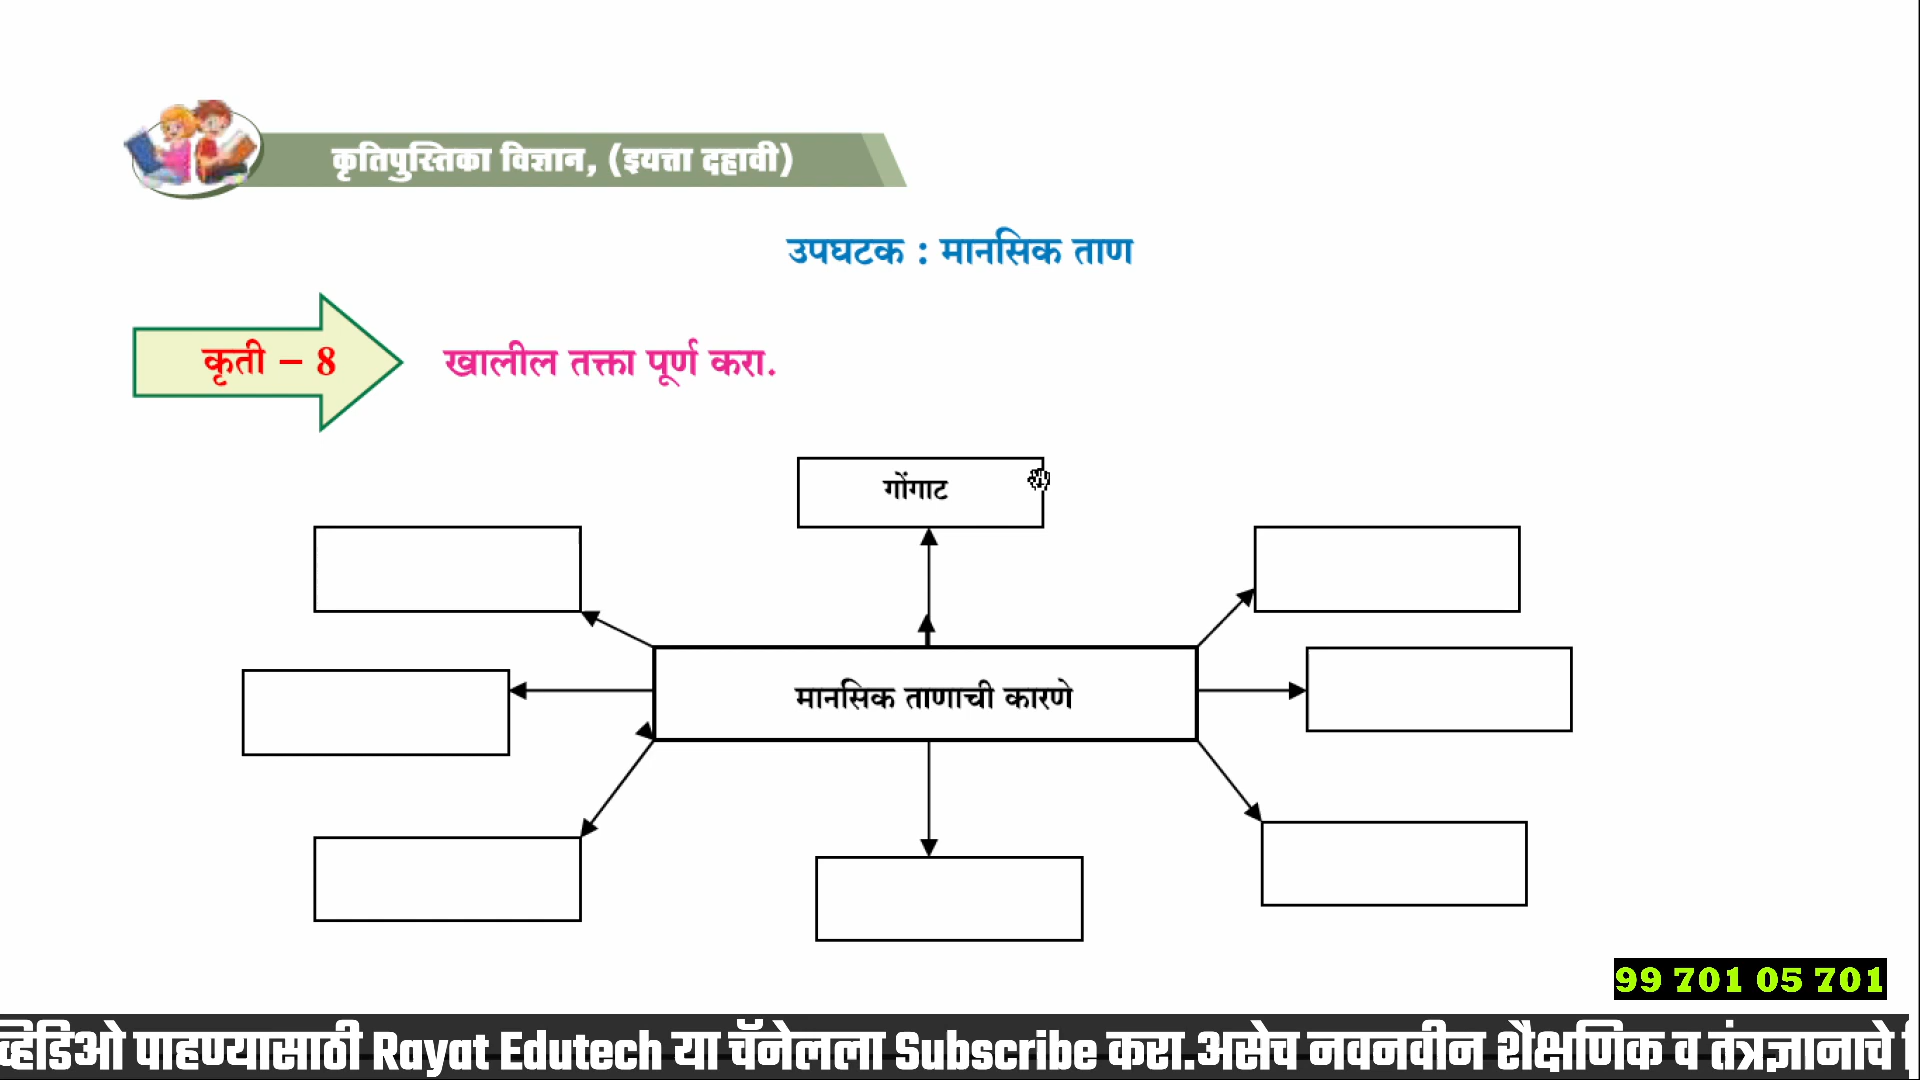 कृतिपुस्तिका विज्ञान, (इयत्ता दहावी)
उपघटक : मानसिक ताण
कृती – 8
खालील तक्ता पूर्ण करा.
गोंगाट
मानसिक ताणाची कारणे
99 701 05 701
व्हिडिओ पाहण्यासाठी Rayat Edutech या चॅनेलला Subscribe करा.असेच नवनवीन शैक्षणिक व तंत्रज्ञानाचे